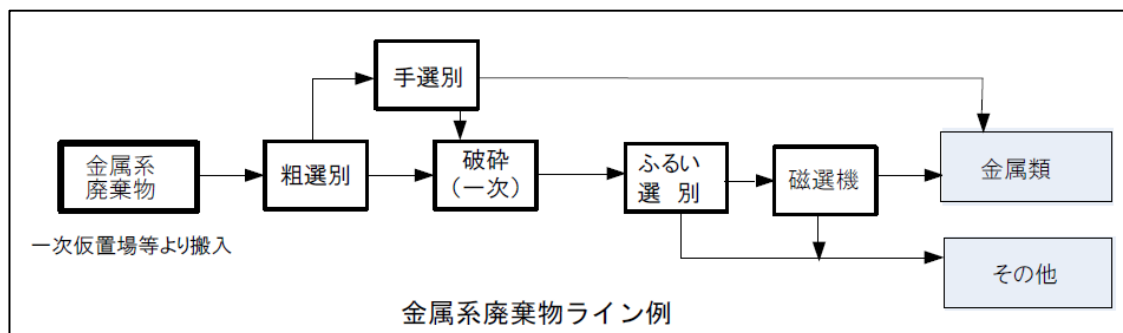 手選別
金属系
廃棄物
粗選別
破砕
（一次）
ふるい
選 別
磁選機
金属類
一次仮置場等より搬入
その他
金属系廃棄物ライン例